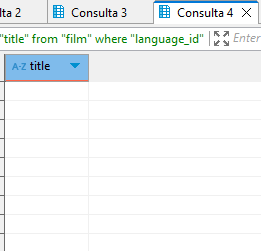 lta 2 Consulta 3 Consulta 4
"title" from "film" where "language_id" Enter
A-Z title